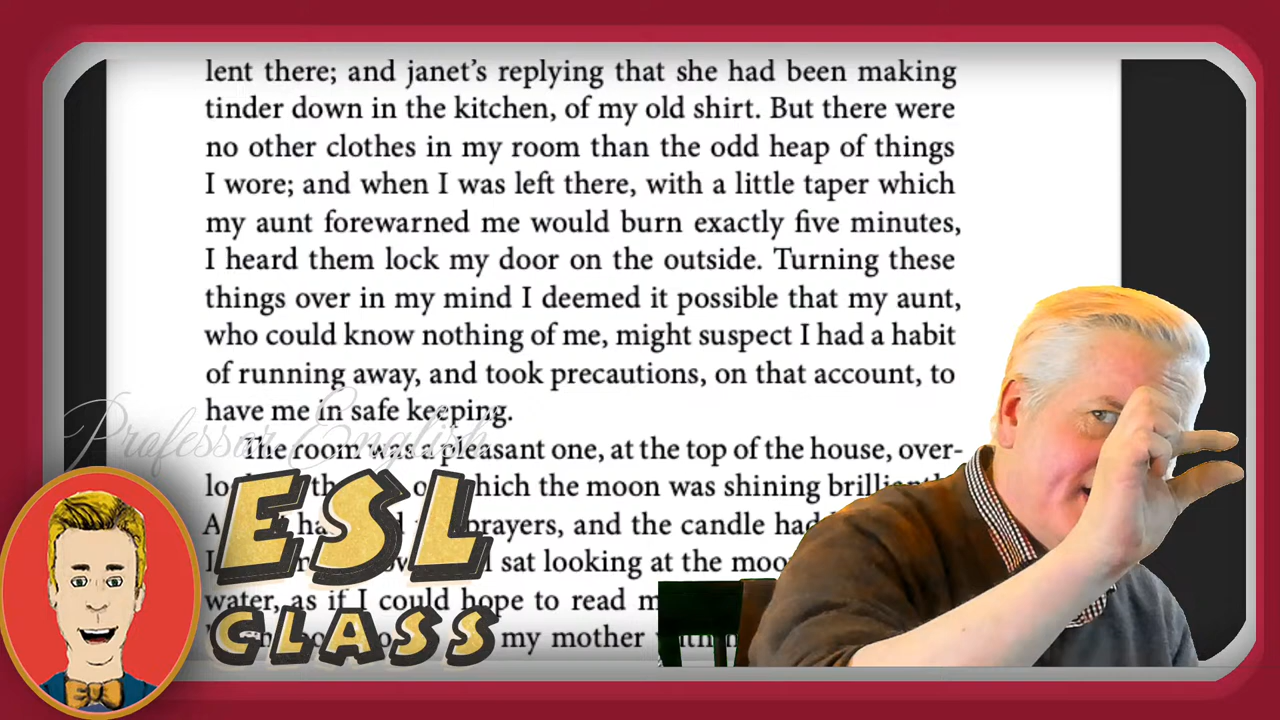 lent there; and janet's replying that she had been making
tinder down in the kitchen, of my old shirt. But there were
no other clothes in my room than the odd heap of things
I wore; and when I was left there, with a little taper which
my aunt forewarned me would burn exactly five minutes,
I heard them lock my door on the outside. Turning these
things over in my mind I deemed it possible that my aunt,
who could know nothing of me, might suspect I had a habit
of running away, and took precautions, on that account, to
have me in safe keeping.
The room was a pleasant one, at the top of the house, over-
which the moon was shining
prayers, and the candle had
sat looking at the
water, as if I could hope to read
my mother
Professor English
ESL
CLASS